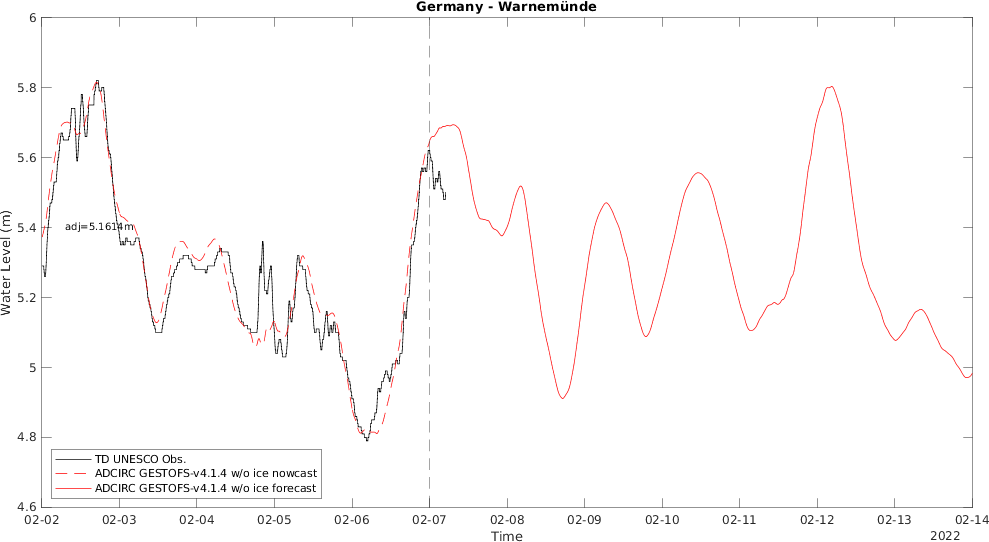 Germany - Warnemünde
6
5.8
5.6
5.4
5.2
5
4.8
4.6
Water Level (m)
adj=5.1614m
TD UNESCO Obs.
ADCIRC GESTOFS-v4.1.4 w/o ice nowcast
ADCIRC GESTOFS-v4.1.4 w/o ice forecast
02-02 02-03 02-04 02-05 02-06 02-07 02-08 02-09 02-10 02-11 02-12 02-13 02-14
Time
2022